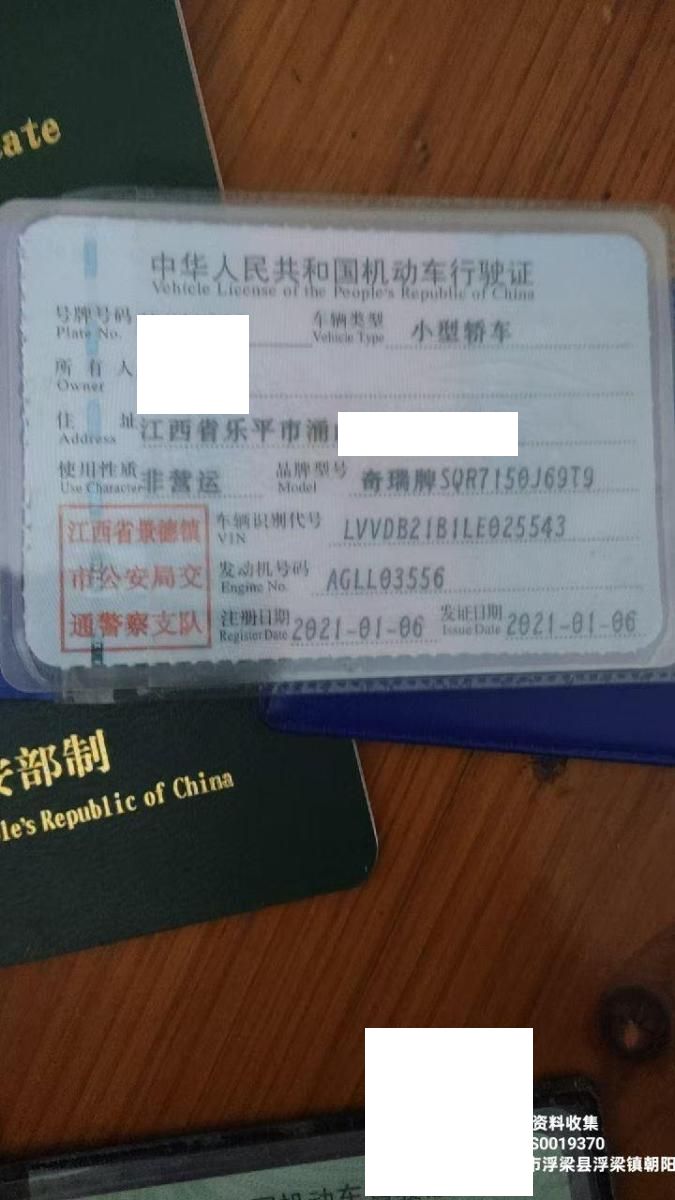 ate
中华人民共和国机动车行驶证
Vehicle License of the People's Republic of China
号牌号码 车辆类型 小型轿车
Plate No. Vehicle Type
所有人
Owner
住址 江西省乐平市涌
Address
使用性质 非营运 品牌型号 奇瑞牌SQR7150J69T9
Use Character Model
江西省景德镇 车辆识别代号 LVVDB21B1LE025543
VIN
市公安局交 发动机号码 AGLL03556
Engine No.
通警察支队 注册日期 2021-01-06 发证日期 2021-01-06
Register Date Issue Date
安部制
le's Republic of China
资料收集
S0019370
市浮梁县浮梁镇朝阳
国机动车